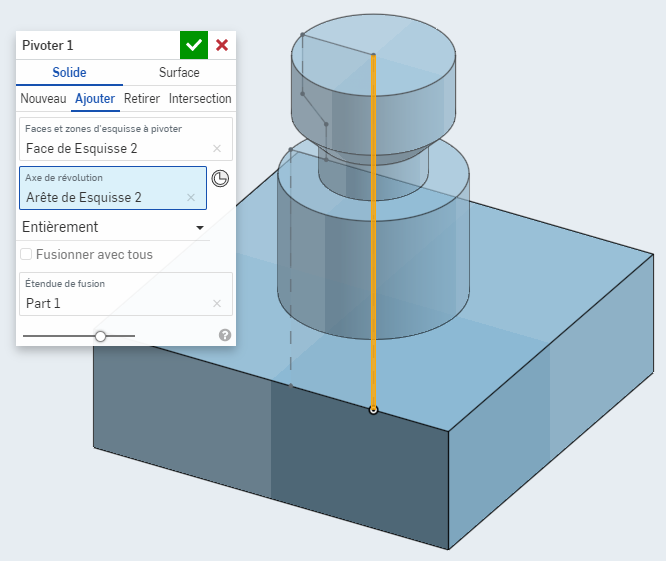 Pivoter 1
Solide Surface
Nouveau Ajouter Retirer Intersection
Faces et zones d'esquisse à pivoter
Face de Esquisse 2
Axe de révolution
Arête de Esquisse 2
Entièrement
Fusionner avec tous
Étendue de fusion
Part 1
?